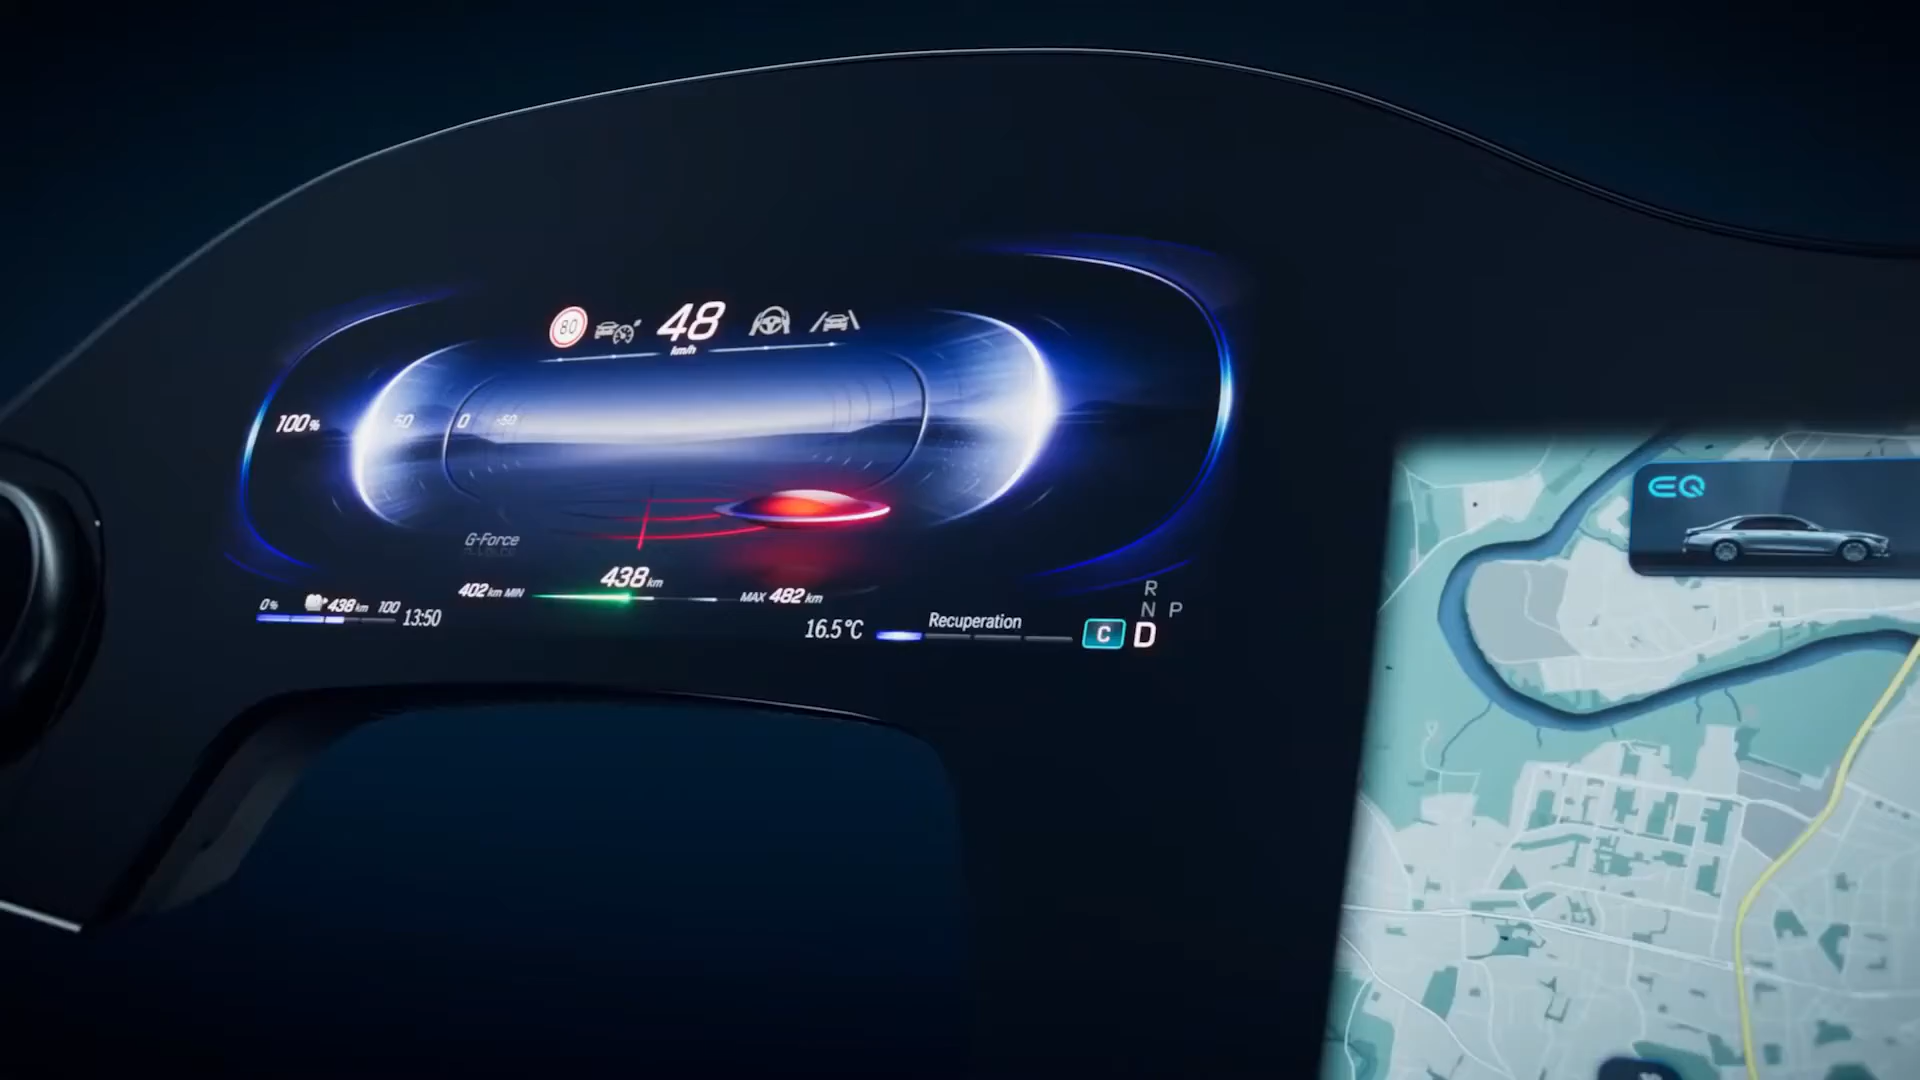 80
48
km/h
100%
50
0
-50
G-Force
402 km MIN
438 km
MAX 482 km
0%
438 km
100
13:50
16.5°C
Recuperation
C
R
N
P
D
EQ